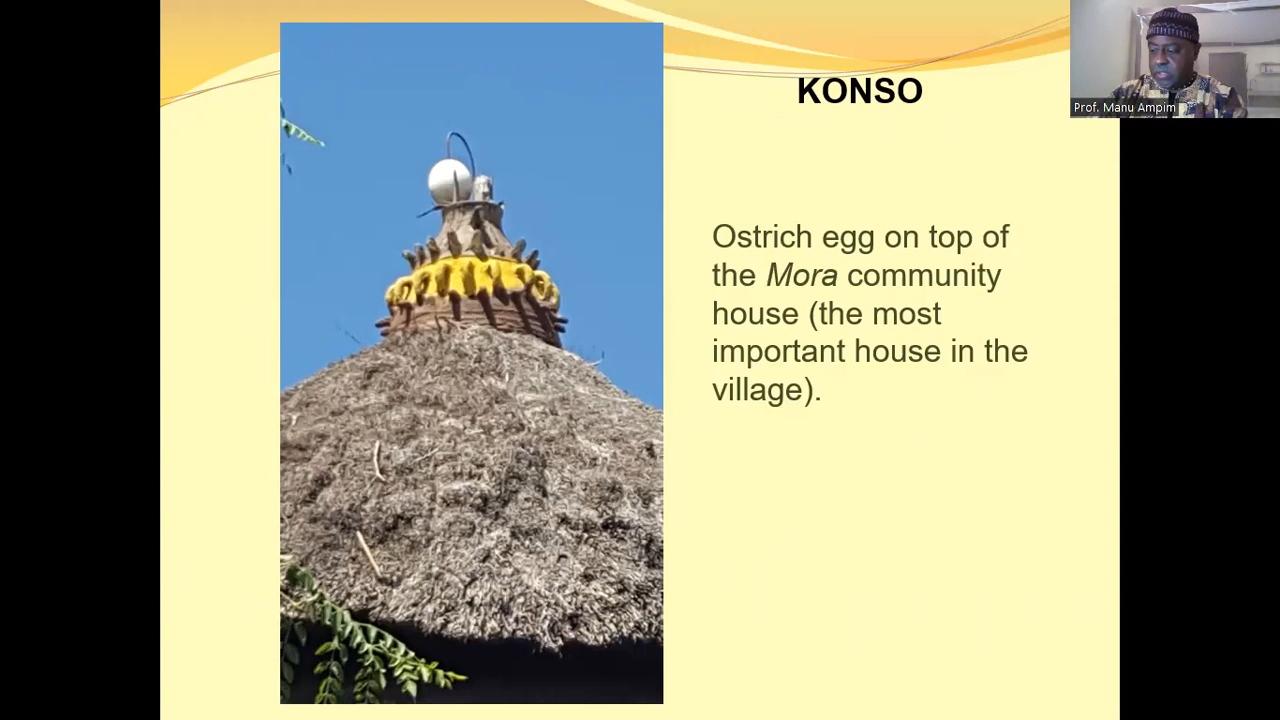 KONSO
Prof. Manu Ampim
Ostrich egg on top of
the Mora community
house (the most
important house in the
village).